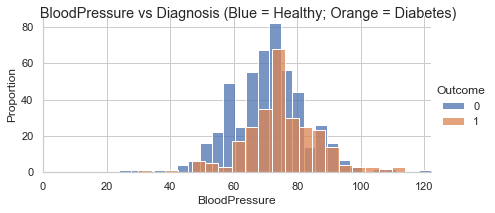 BloodPressure vs Diagnosis (Blue = Healthy; Orange = Diabetes)
80
60
40
20
0
Proportion
0 20 40 60 80 100 120
BloodPressure
Outcome
0
1